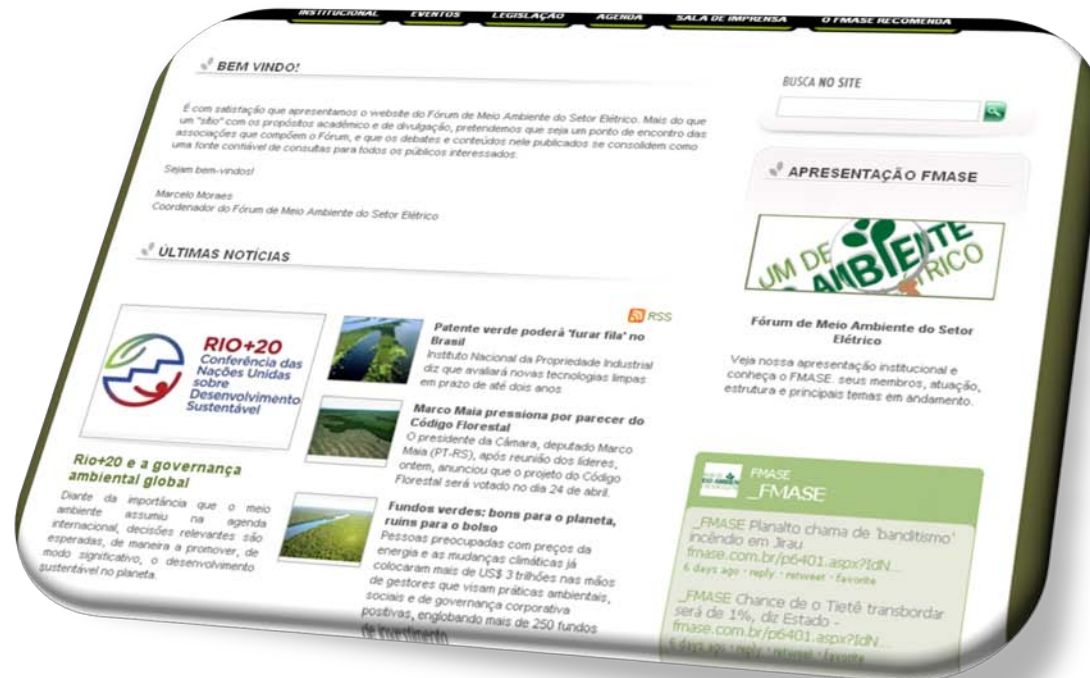 INSTITUCIONAL EVENTOS LEGISLAÇÃO AGENDA SALA DE IMPRENSA O FMASE RECOMENDA
BEM VINDO!
É com satisfação que apresentamos o website do Fórum de Meio Ambiente do Setor Elétrico. Mais do que
um "sítio" com os propósitos acadêmico e de divulgação, pretendemos que seja um ponto de encontro das
associações que compõem o Fórum, e que os debates e conteúdos nele publicados se consolidem como
uma fonte confiável de consultas para todos os públicos interessados.
Sejam bem-vindos!
Marcelo Moraes
Coordenador do Fórum de Meio Ambiente do Setor Elétrico
ÚLTIMAS NOTÍCIAS
RSS
RIO+20
Conferência das
Nações Unidas
sobre
Desenvolvimento
Sustentável
Rio+20 e a governança
ambiental global
Diante da importância que o meio
ambiente assumiu na agenda
internacional, decisões relevantes são
esperadas, de maneira a promover, de
modo significativo, o desenvolvimento
sustentável no planeta.
Patente verde poderá 'furar fila' no
Brasil
Instituto Nacional da Propriedade Industrial
diz que avaliará novas tecnologias limpas
em prazo de até dois anos
Marco Maia pressiona por parecer do
Código Florestal
O presidente da Câmara, deputado Marco
Maia (PT-RS), após reunião dos líderes,
ontem, anunciou que o projeto do Código
Florestal será votado no dia 24 de abril.
Fundos verdes: bons para o planeta,
ruins para o bolso
Pessoas preocupadas com preços da
energia e as mudanças climáticas já
colocaram mais de US$ 3 trilhões nas mãos
de gestores que visam práticas ambientais,
sociais e de governança corporativa
positivas, englobando mais de 250 fundos
de investimento
BUSCA NO SITE
APRESENTAÇÃO FMASE
UM DE
AMBIENTE
TRICO
Fórum de Meio Ambiente do Setor
Elétrico
Veja nossa apresentação institucional e
conheça o FMASE. seus membros, atuação,
estrutura e principais temas em andamento.
FMASE
_FMASE
_FMASE Planalto chama de 'banditismo'
incêndio em Jirau
fmase.com.br/p6401.aspx?IdN...
6 days ago · reply · retweet · favorite
_FMASE Chance de o Tietê transbordar
será de 1%, diz Estado -
fmase.com.br/p6401.aspx?IdN...
6 days ago · reply · retweet · favorite